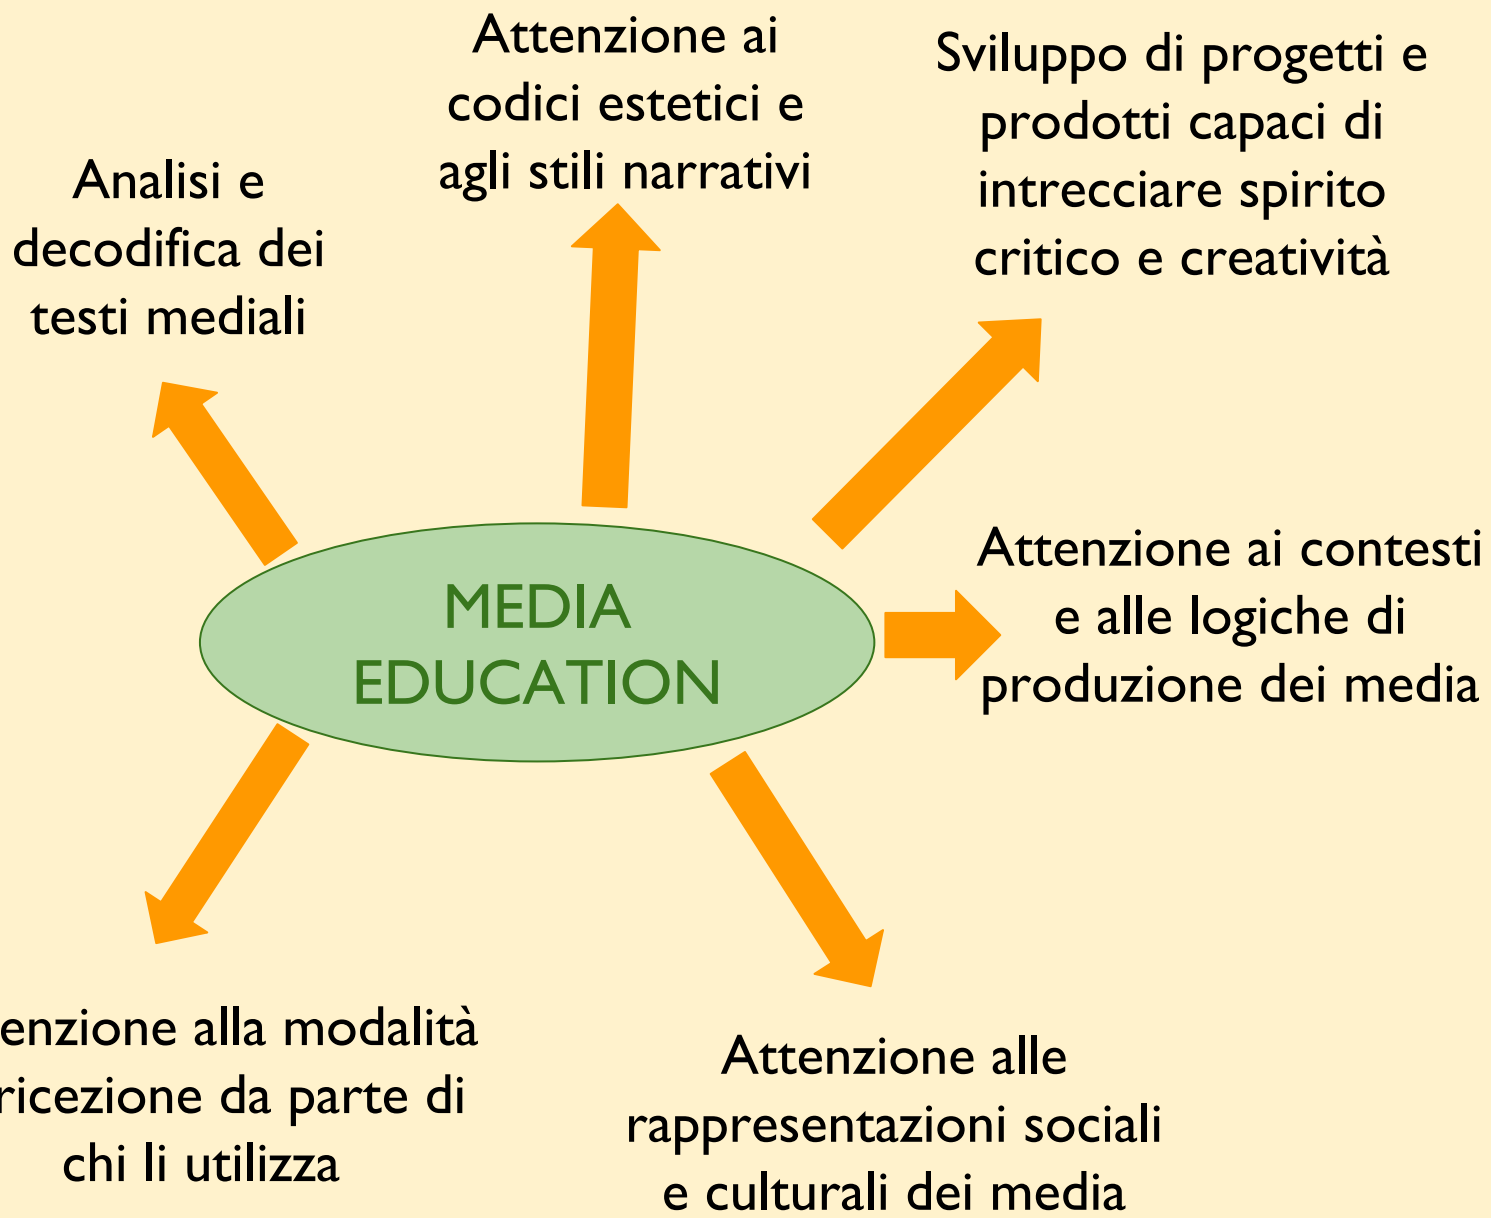 Attenzione ai
codici estetici e
agli stili narrativi
Sviluppo di progetti e
prodotti capaci di
intrecciare spirito
critico e creatività
Analisi e
decodifica dei
testi mediali
MEDIA
EDUCATION
Attenzione ai contesti
e alle logiche di
produzione dei media
enzione alla modalità
ricezione da parte di
chi li utilizza
Attenzione alle
rappresentazioni sociali
e culturali dei media